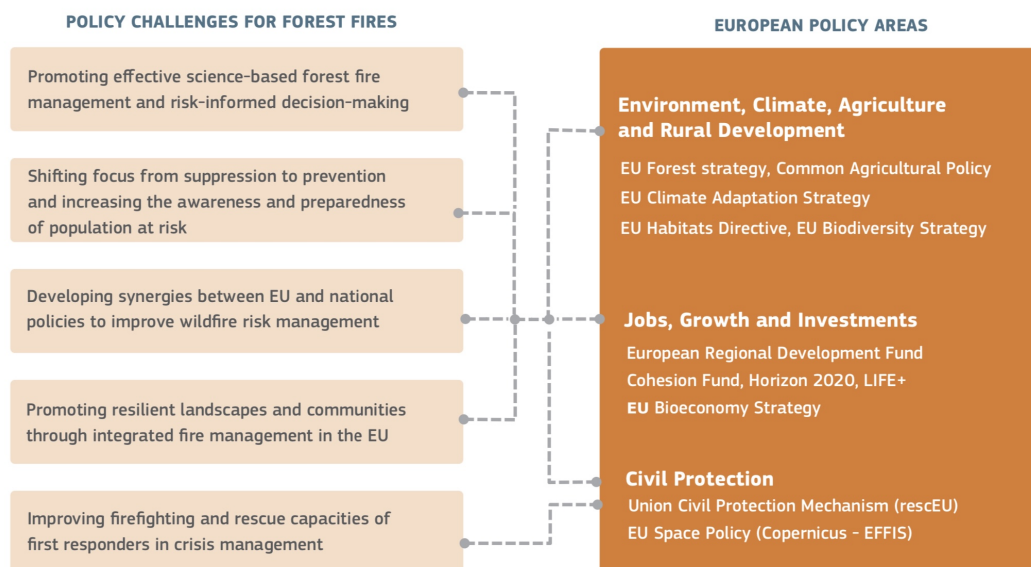 POLICY CHALLENGES FOR FOREST FIRES
Promoting effective science-based forest fire
management and risk-informed decision-making
Shifting focus from suppression to prevention
and increasing the awareness and preparedness
of population at risk
Developing synergies between EU and national
policies to improve wildfire risk management
Promoting resilient landscapes and communities
through integrated fire management in the EU
Improving firefighting and rescue capacities of
first responders in crisis management
EUROPEAN POLICY AREAS
Environment, Climate, Agriculture
and Rural Development
EU Forest strategy, Common Agricultural Policy
EU Climate Adaptation Strategy
EU Habitats Directive, EU Biodiversity Strategy
Jobs, Growth and Investments
European Regional Development Fund
Cohesion Fund, Horizon 2020, LIFE+
EU Bioeconomy Strategy
Civil Protection
Union Civil Protection Mechanism (rescEU)
EU Space Policy (Copernicus - EFFIS)